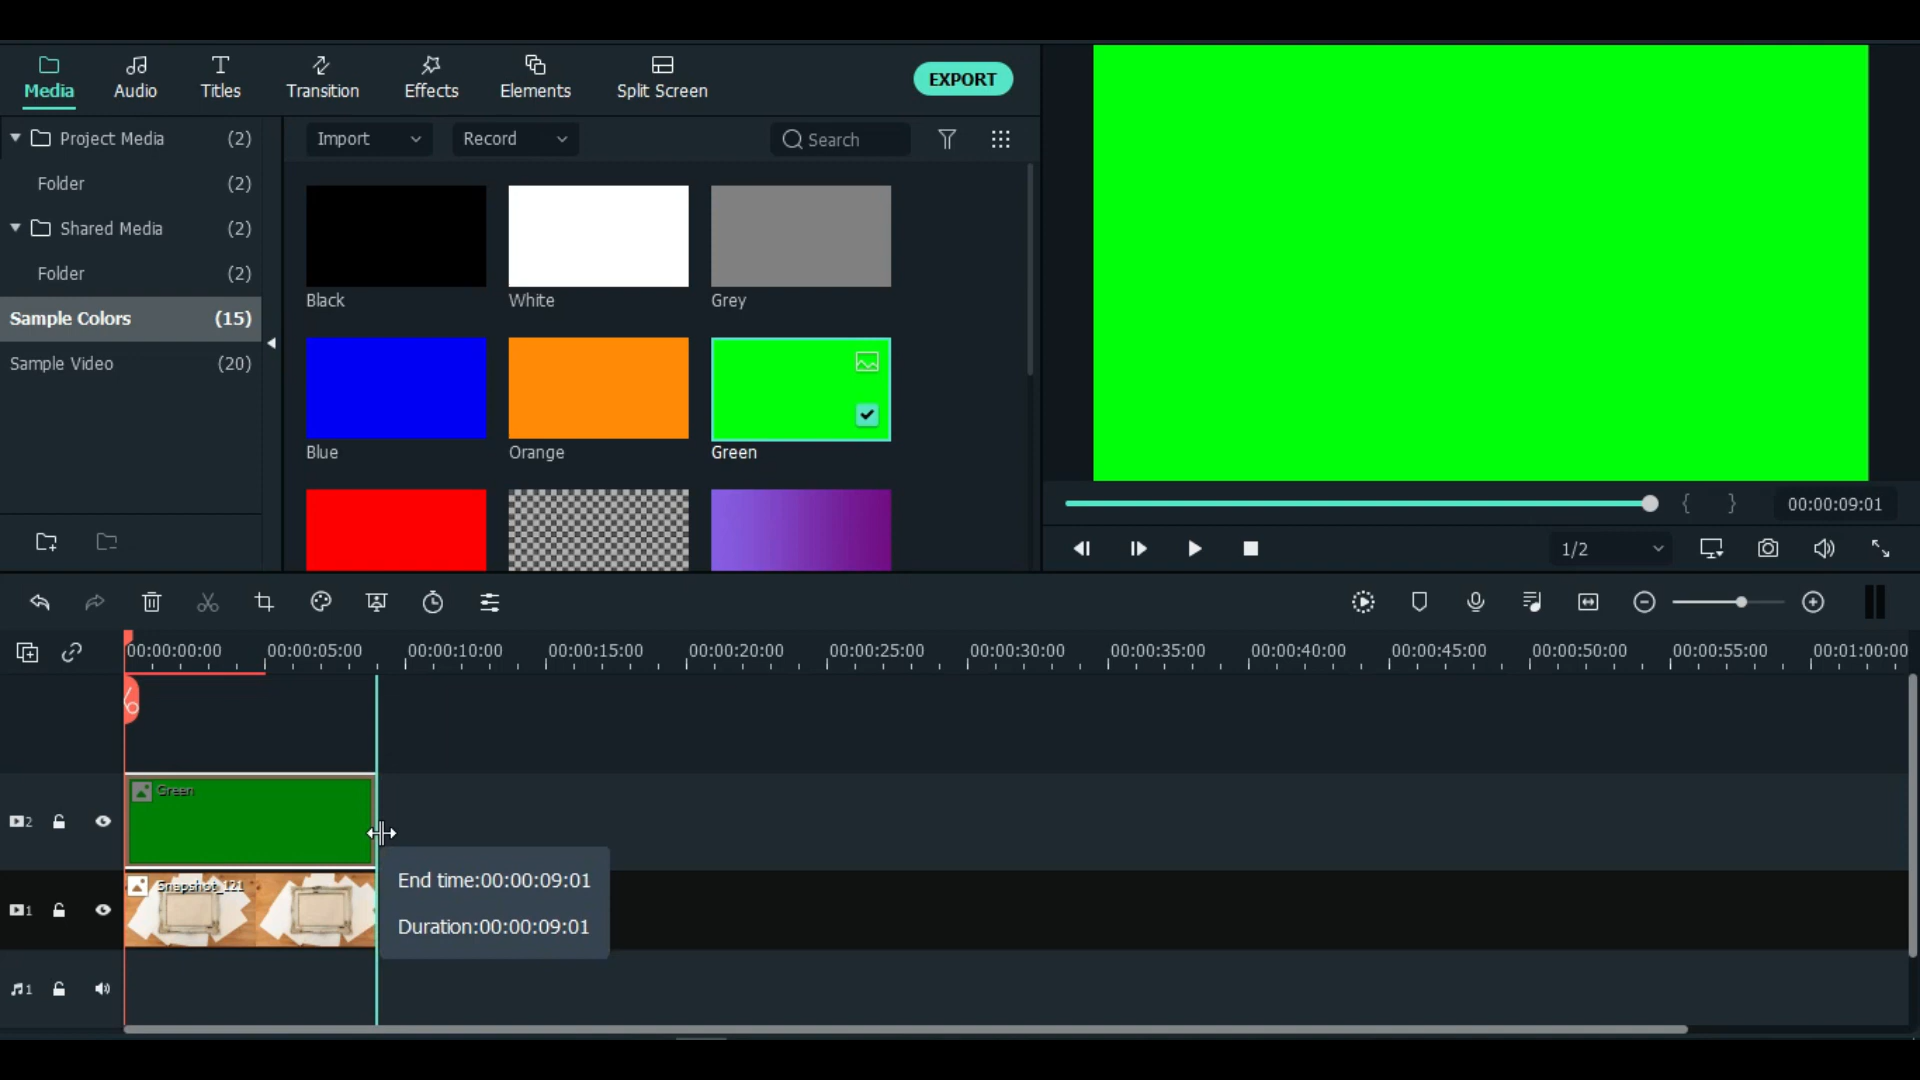 Media Audio Titles Transition Effects Elements Split Screen EXPORT
Project Media (2)
Folder (2)
Shared Media (2)
Folder (2)
Sample Colors (15)
Sample Video (20)
Import Record Search
Black White Grey
Blue Orange Green
00:00:09:01
1/2
00:00:00:00 00:00:05:00 00:00:10:00 00:00:15:00 00:00:20:00 00:00:25:00 00:00:30:00 00:00:35:00 00:00:40:00 00:00:45:00 00:00:50:00 00:00:55:00 00:01:00:00
Green
2
End time:00:00:09:01
Duration:00:00:09:01
Snapshot_121
1
1